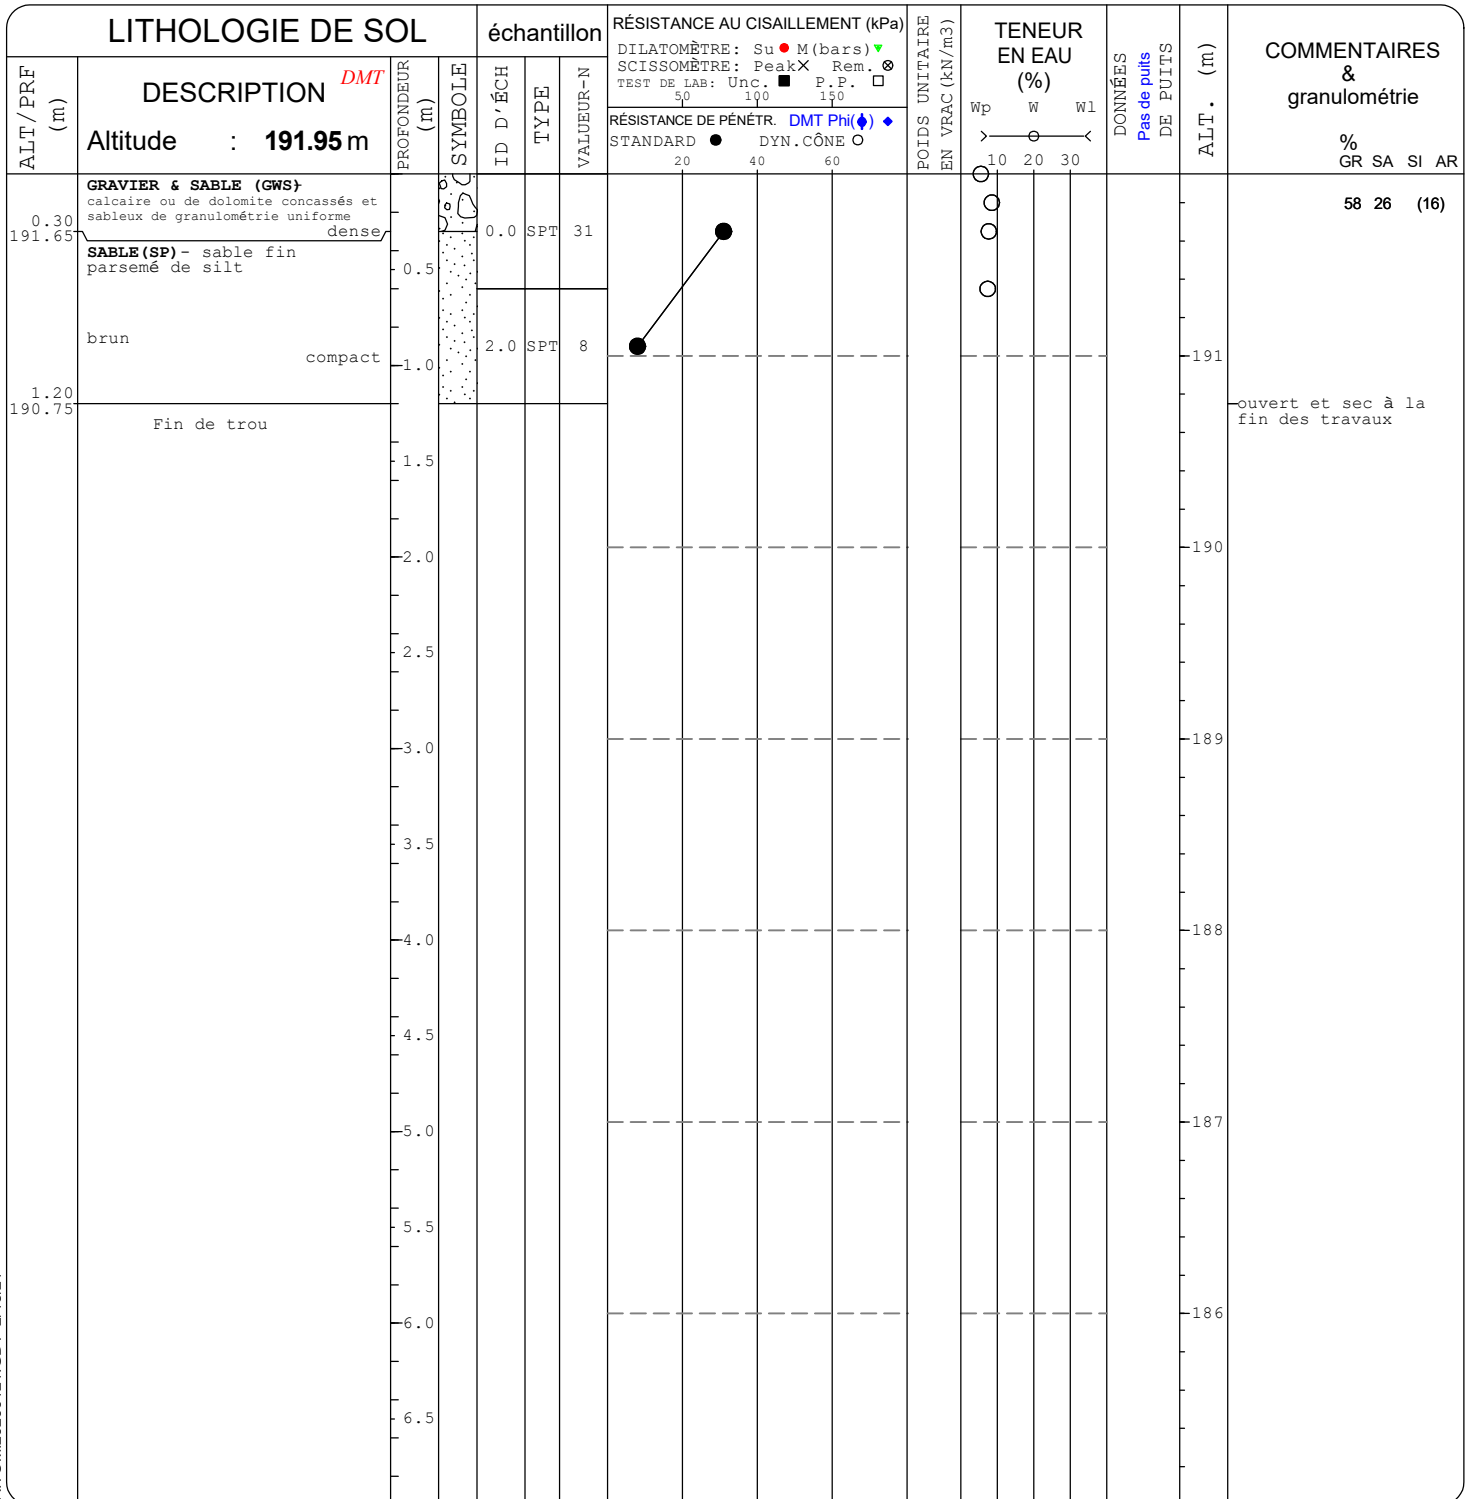 LITHOLOGIE DE SOL
échantillon
RÉSISTANCE AU CISAILLEMENT (kPa)
DILATOMÈTRE: Su M(bars)
SCISSOMÈTRE: Peak Rem.
TEST DE LAB: Unc. P.P.
50 100 150
RÉSISTANCE DE PÉNÉTR. DMT Phi(ϕ)
STANDARD DYN.CÔNE
20 40 60
POIDS UNITAIRE
EN VRAC (kN/m3)
TENEUR
EN EAU
(%)
Wp W Wl
10 20 30
DONNÉES
Pas de puits
DE PUITS
ALT. (m)
COMMENTAIRES
&
granulométrie
%
GR SA SI AR
ALT/PRF
(m)
DESCRIPTION DMT
Altitude : 191.95 m
PROFONDEUR
(m)
SYMBOLE
ID D'ÉCH
TYPE
VALUEUR-N
GRAVIER & SABLE (GWS)
calcaire ou de dolomite concassés et
sableux de granulométrie uniforme
dense
58 26 (16)
0.30
191.65
0.0 SPT 31
SABLE(SP)- sable fin
parsemé de silt
0.5
brun
compact
2.0 SPT 8
1.0
191
1.20
190.75
ouvert et sec à la
fin des travaux
Fin de trou
1.5
190
2.0
2.5
189
3.0
3.5
188
4.0
4.5
187
5.0
5.5
186
6.0
6.5